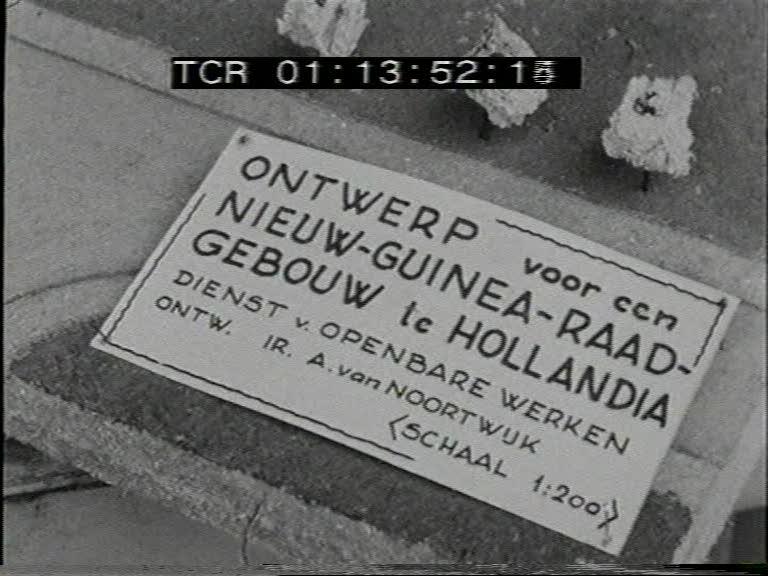 TCR 01:13:52:1
ONTWERP voor een
NIEUW-GUINEA-RAAD-
GEBOUW te HOLLANDIA
DIENST v. OPENBARE WERKEN
ONTW. IR. A. van NOORTWIJK
<SCHAAL 1:200>